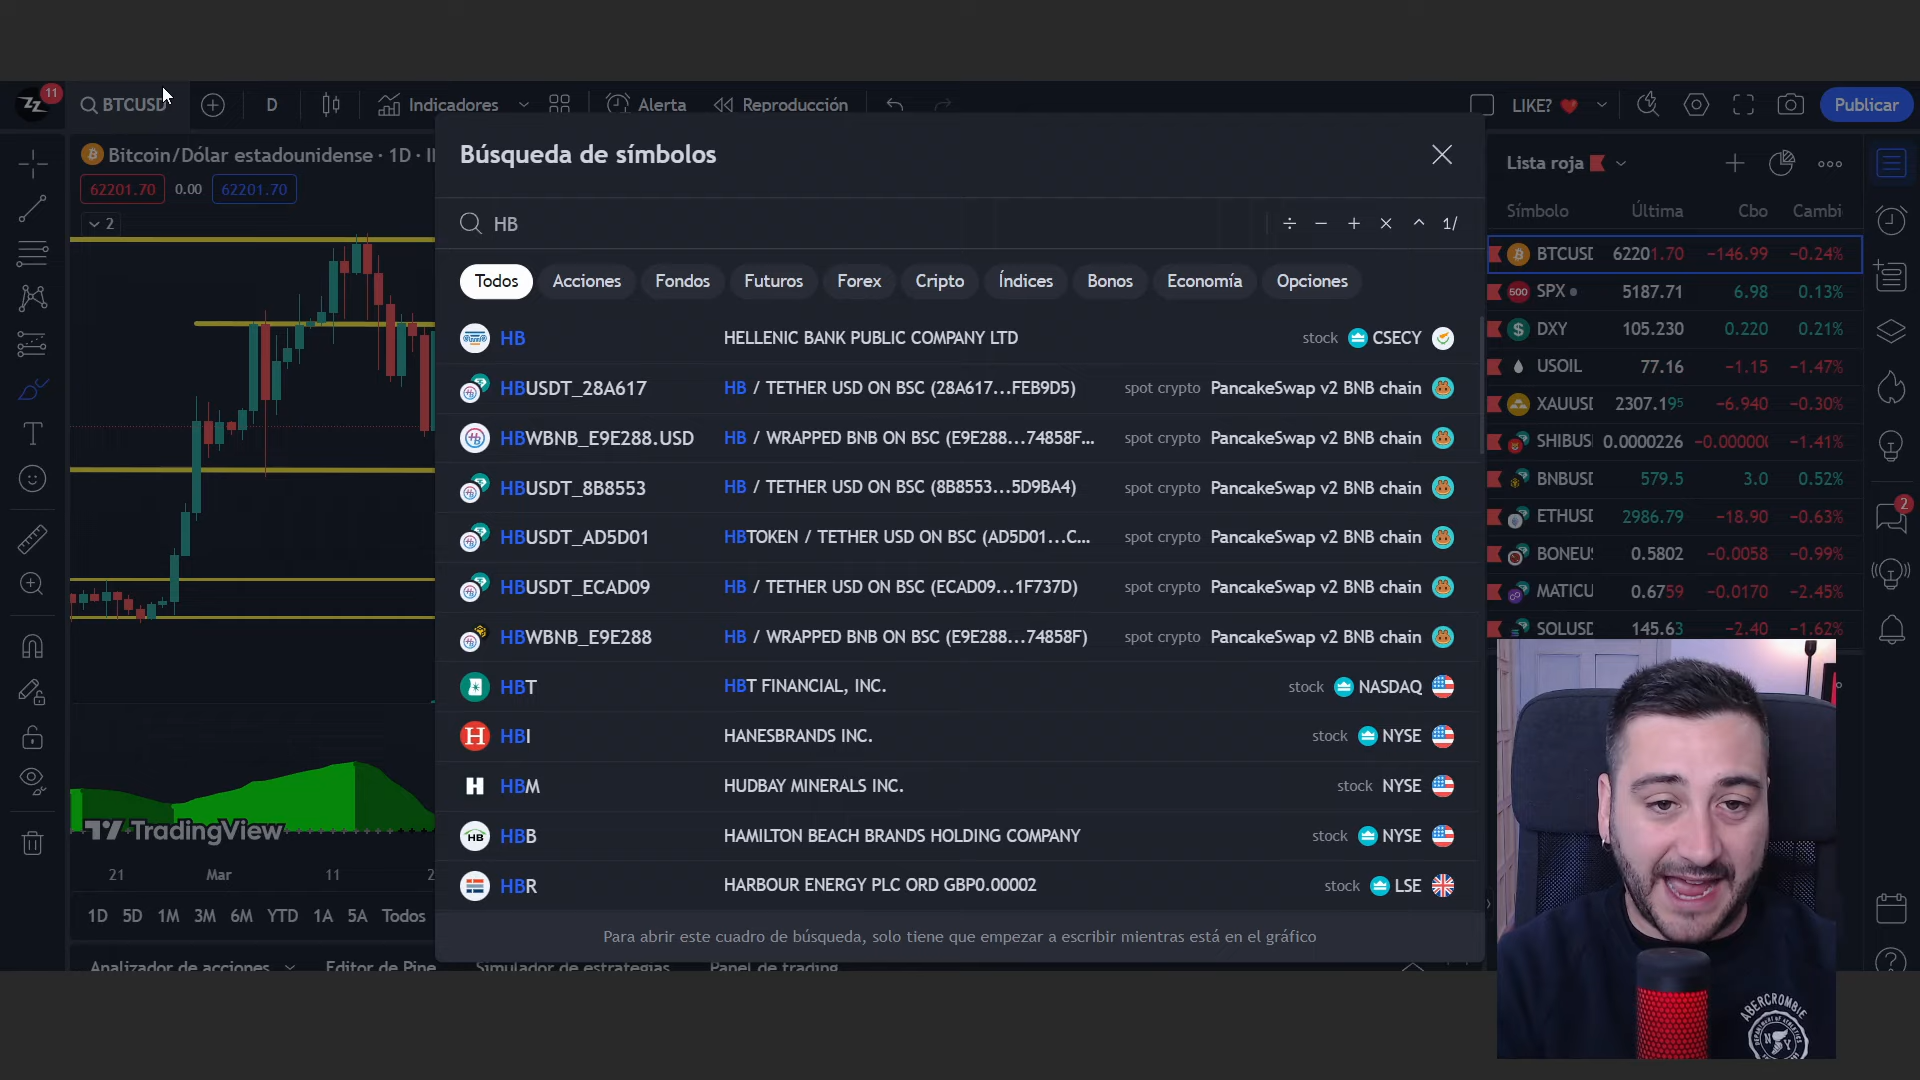 11
BTCUSD
D
Indicadores
Alerta
Reproducción
LIKE? ❤️
Publicar
Bitcoin/Dólar estadounidense · 1D ·
62201.70
0.00
62201.70
2
Búsqueda de símbolos
HB
÷ − + × ^ 1/
Todos
Acciones
Fondos
Futuros
Forex
Cripto
Índices
Bonos
Economía
Opciones
HB HELLENIC BANK PUBLIC COMPANY LTD stock CSECY
HBUSDT_28A617 HB / TETHER USD ON BSC (28A617...FEB9D5) spot crypto PancakeSwap v2 BNB chain
HBWBNB_E9E288.USD HB / WRAPPED BNB ON BSC (E9E288...74858F... spot crypto PancakeSwap v2 BNB chain
HBUSDT_8B8553 HB / TETHER USD ON BSC (8B8553...5D9BA4) spot crypto PancakeSwap v2 BNB chain
HBUSDT_AD5D01 HBTOKEN / TETHER USD ON BSC (AD5D01...C... spot crypto PancakeSwap v2 BNB chain
HBUSDT_ECAD09 HB / TETHER USD ON BSC (ECAD09...1F737D) spot crypto PancakeSwap v2 BNB chain
HBWBNB_E9E288 HB / WRAPPED BNB ON BSC (E9E288...74858F) spot crypto PancakeSwap v2 BNB chain
HBT HBT FINANCIAL, INC. stock NASDAQ
HBI HANESBRANDS INC. stock NYSE
HBM HUDBAY MINERALS INC. stock NYSE
HBB HAMILTON BEACH BRANDS HOLDING COMPANY stock NYSE
HBR HARBOUR ENERGY PLC ORD GBP0.00002 stock LSE
Para abrir este cuadro de búsqueda, solo tiene que empezar a escribir mientras está en el gráfico
TradingView
21 Mar 11 2
1D 5D 1M 3M 6M YTD 1A 5A Todos
Analizador de acciones
Editor de Pine
Simulador de estrategias
Panel de trading
Lista roja
Símbolo Última Cbo Cambi
BTCUSD 62201.70 −146.99 −0.24%
500 SPX 5187.71 6.98 0.13%
DXY 105.230 0.220 0.21%
USOIL 77.16 −1.15 −1.47%
XAUUSD 2307.195 −6.940 −0.30%
SHIBUS 0.0000226 −0.000000 −1.41%
BNBUSD 579.5 3.0 0.52%
ETHUSD 2986.79 −18.90 −0.63%
BONEU 0.5802 −0.0058 −0.99%
MATICU 0.6759 −0.0170 −2.45%
SOLUSD 145.63 −2.40 −1.62%
2
ABERCROMBIE
NY